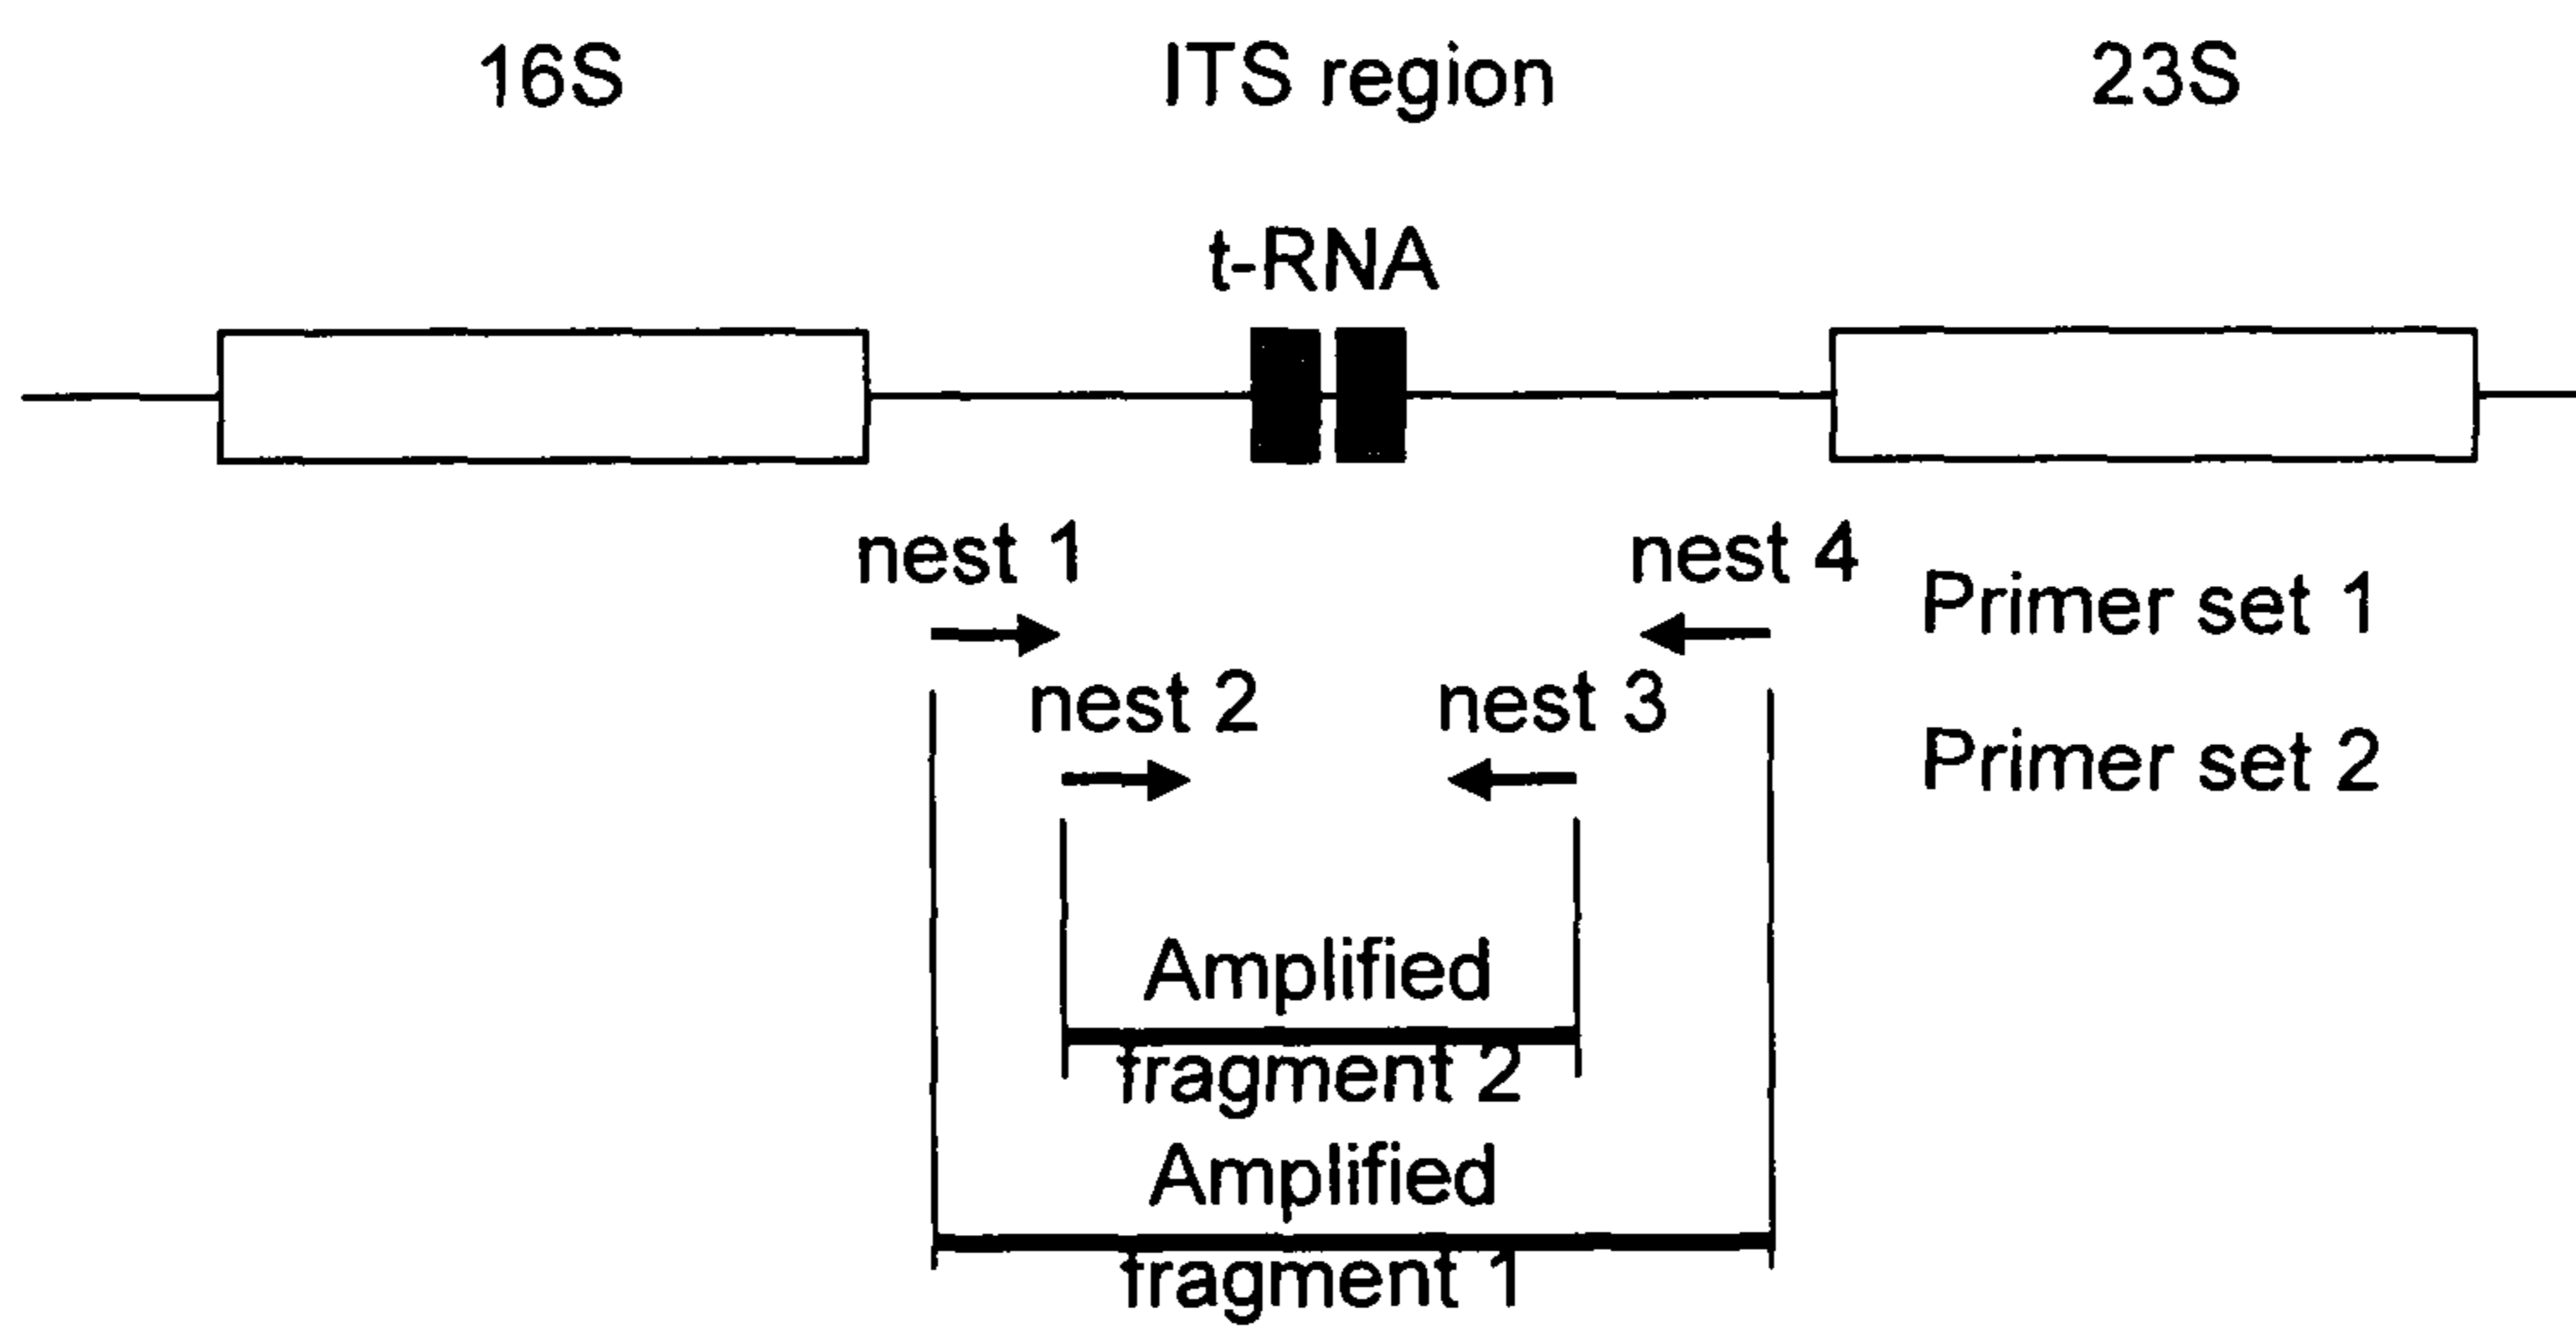 16S ITS region 23S
t-RNA
nest 1 nest 4
Primer set 1
nest 2 nest 3
Primer set 2
Amplified
fragment 2
Amplified
fragment 1